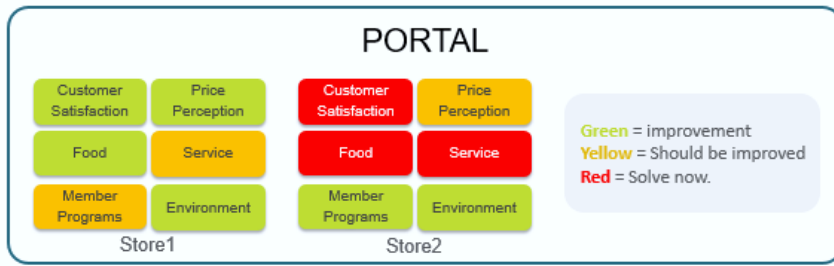 PORTAL
Customer
Satisfaction
Price
Perception
Food
Service
Member
Programs
Environment
Store1
Customer
Satisfaction
Price
Perception
Food
Service
Member
Programs
Environment
Store2
Green = improvement
Yellow = Should be improved
Red = Solve now.